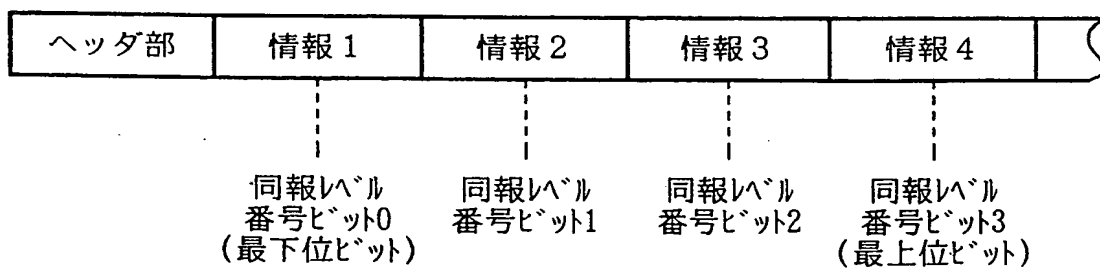 ヘッダ部 情報1 情報2 情報3 情報4
同報ﾚﾍﾞﾙ 同報ﾚﾍﾞﾙ 同報ﾚﾍﾞﾙ 同報ﾚﾍﾞﾙ
番号ﾋﾞｯﾄ0 番号ﾋﾞｯﾄ1 番号ﾋﾞｯﾄ2 番号ﾋﾞｯﾄ3
(最下位ﾋﾞｯﾄ) (最上位ﾋﾞｯﾄ)